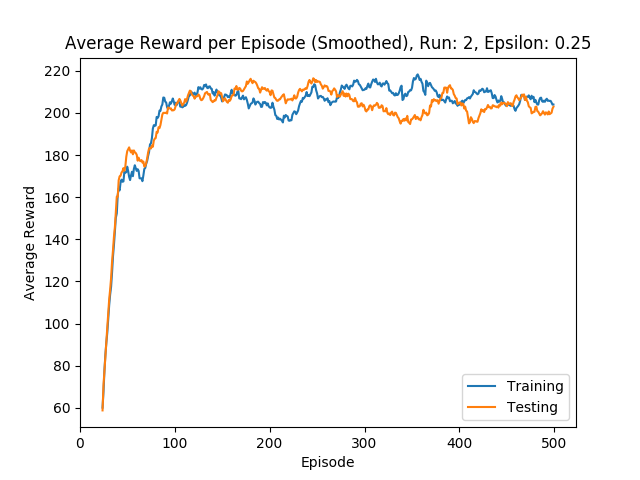 Average Reward per Episode (Smoothed), Run: 2, Epsilon: 0.25
Average Reward
220
200
180
160
140
120
100
80
60
0 100 200 300 400 500
Episode
Training
Testing